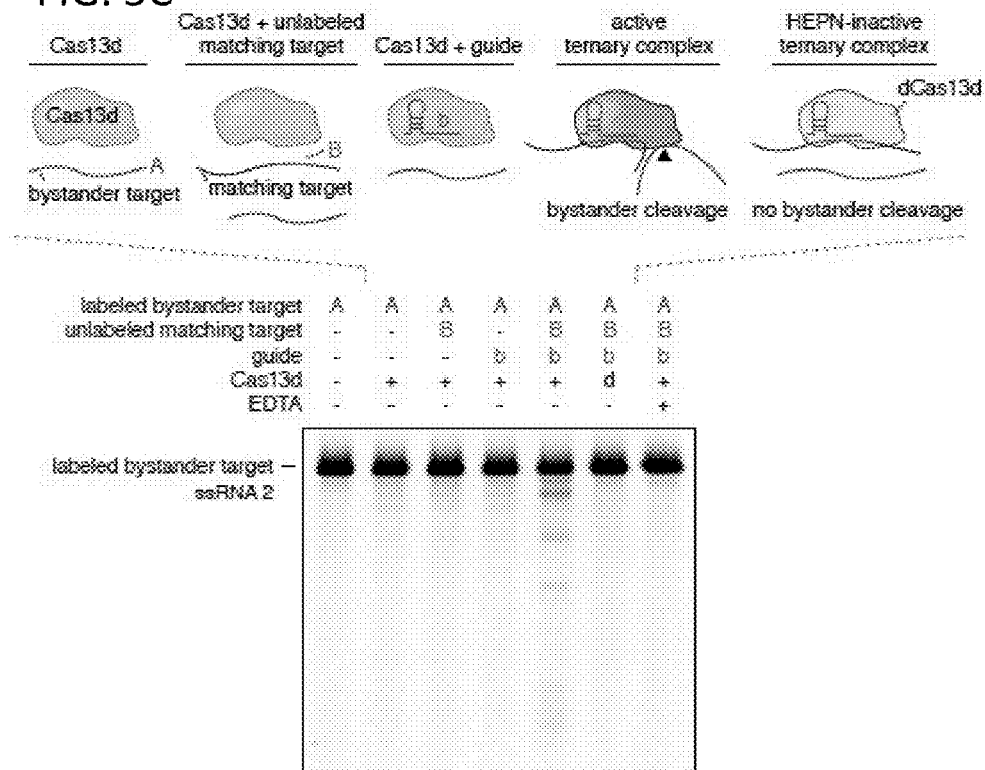 Cas13d
Cas13d + unlabeled matching target
Cas13d + guide
active ternary complex
HEPN-inactive ternary complex
dCas13d
Cas13d
A
B
bystander target
matching target
bystander cleavage
no bystander cleavage
labeled bystander target A A A A A A A
unlabeled matching target - - B - B B B
guide - - - b b b b
Cas13d - + + + + d +
EDTA - - - - - - +
labeled bystander target –
ssRNA 2